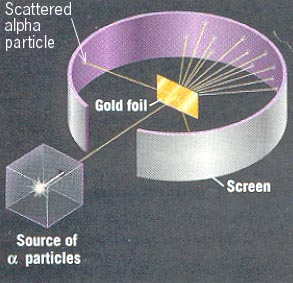 Scattered
alpha
particle
Gold foil
Screen
Source of
α particles